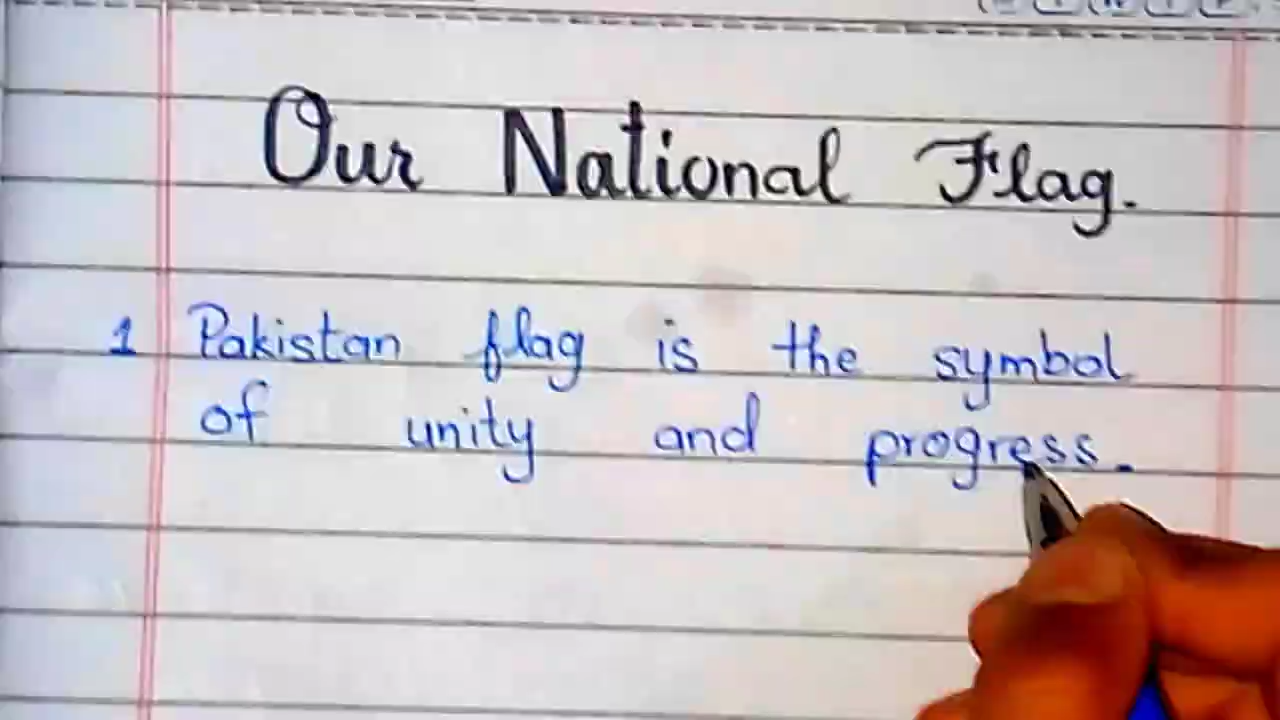 Our National Flag.
1 Pakistan flag is the symbol
of unity and progress.